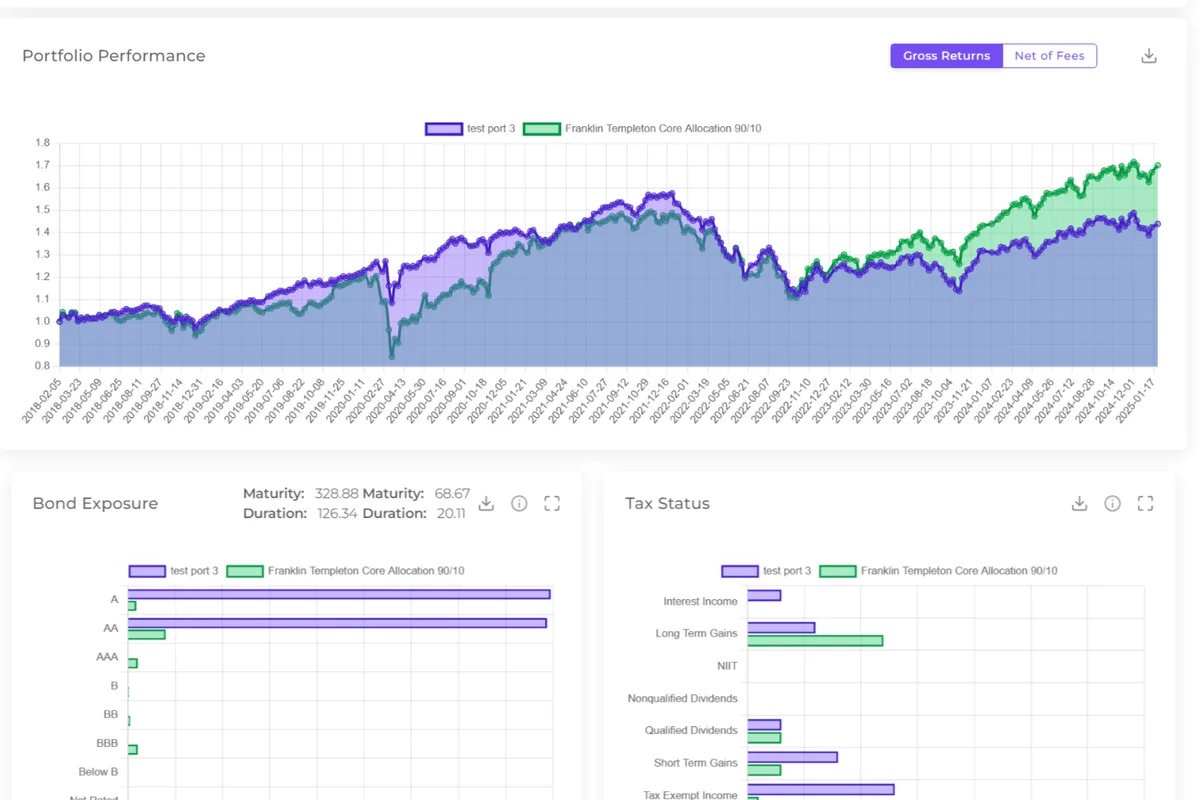 Portfolio Performance
Gross Returns Net of Fees
test port 3 Franklin Templeton Core Allocation 90/10
1.8
1.7
1.6
1.5
1.4
1.3
1.2
1.1
1.0
0.9
0.8
2018-02-05 2018-03-23 2018-05-09 2018-06-25 2018-08-11 2018-09-27 2018-11-14 2018-12-31 2019-02-16 2019-04-03 2019-05-20 2019-07-06 2019-08-22 2019-10-08 2019-11-25 2020-01-11 2020-02-27 2020-04-13 2020-05-30 2020-07-16 2020-09-01 2020-10-18 2020-12-05 2021-01-21 2021-03-09 2021-04-24 2021-06-10 2021-07-27 2021-09-12 2021-10-29 2021-12-16 2022-02-01 2022-03-19 2022-05-05 2022-06-21 2022-08-07 2022-09-23 2022-11-10 2022-12-27 2023-02-12 2023-03-30 2023-05-16 2023-07-02 2023-08-18 2023-10-04 2023-11-21 2024-01-07 2024-02-23 2024-04-09 2024-05-26 2024-07-12 2024-08-28 2024-10-14 2024-12-01 2025-01-17
Bond Exposure
Maturity: 328.88 Maturity: 68.67
Duration: 126.34 Duration: 20.11
test port 3 Franklin Templeton Core Allocation 90/10
A
AA
AAA
B
BB
BBB
Below B
Not Rated
Tax Status
test port 3 Franklin Templeton Core Allocation 90/10
Interest Income
Long Term Gains
NIIT
Nonqualified Dividends
Qualified Dividends
Short Term Gains
Tax Exempt Income